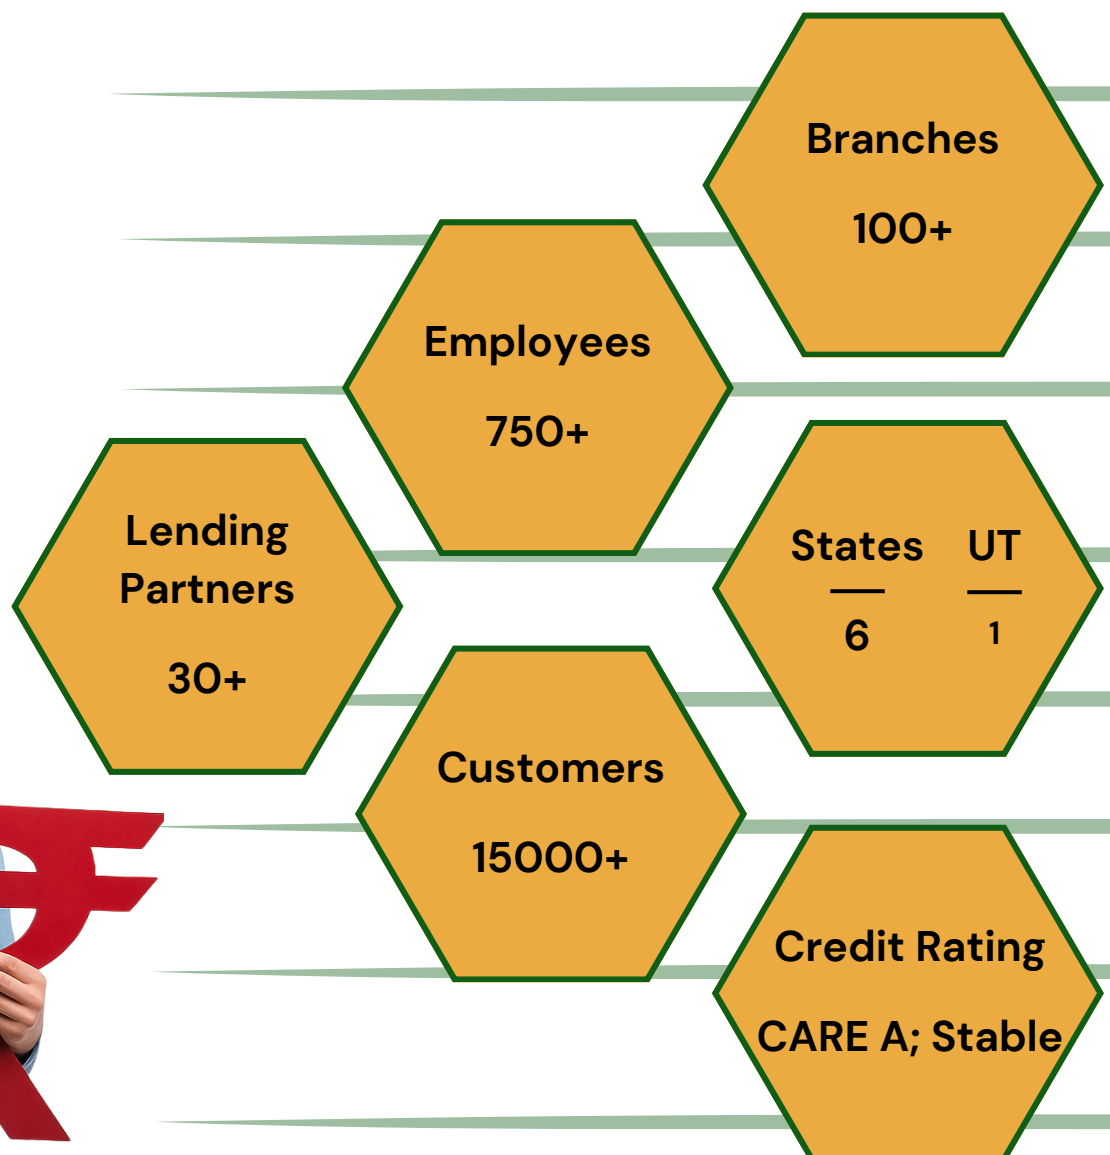 Branches
100+
Employees
750+
Lending
Partners
30+
States UT
6 1
Customers
15000+
Credit Rating
CARE A; Stable